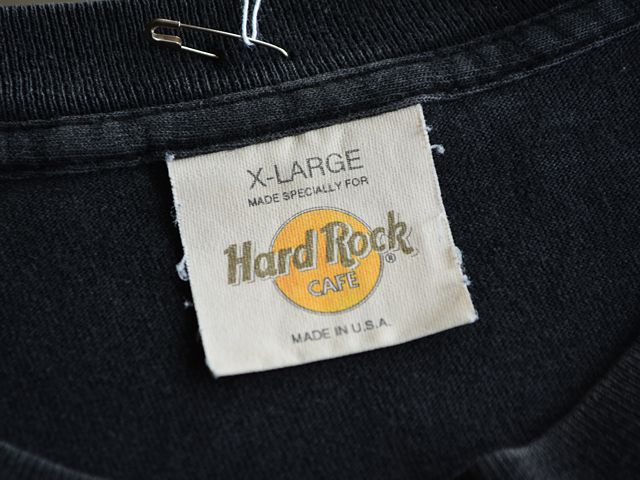 X-LARGE
MADE SPECIALLY FOR
Hard Rock
CAFE ®
MADE IN U.S.A.